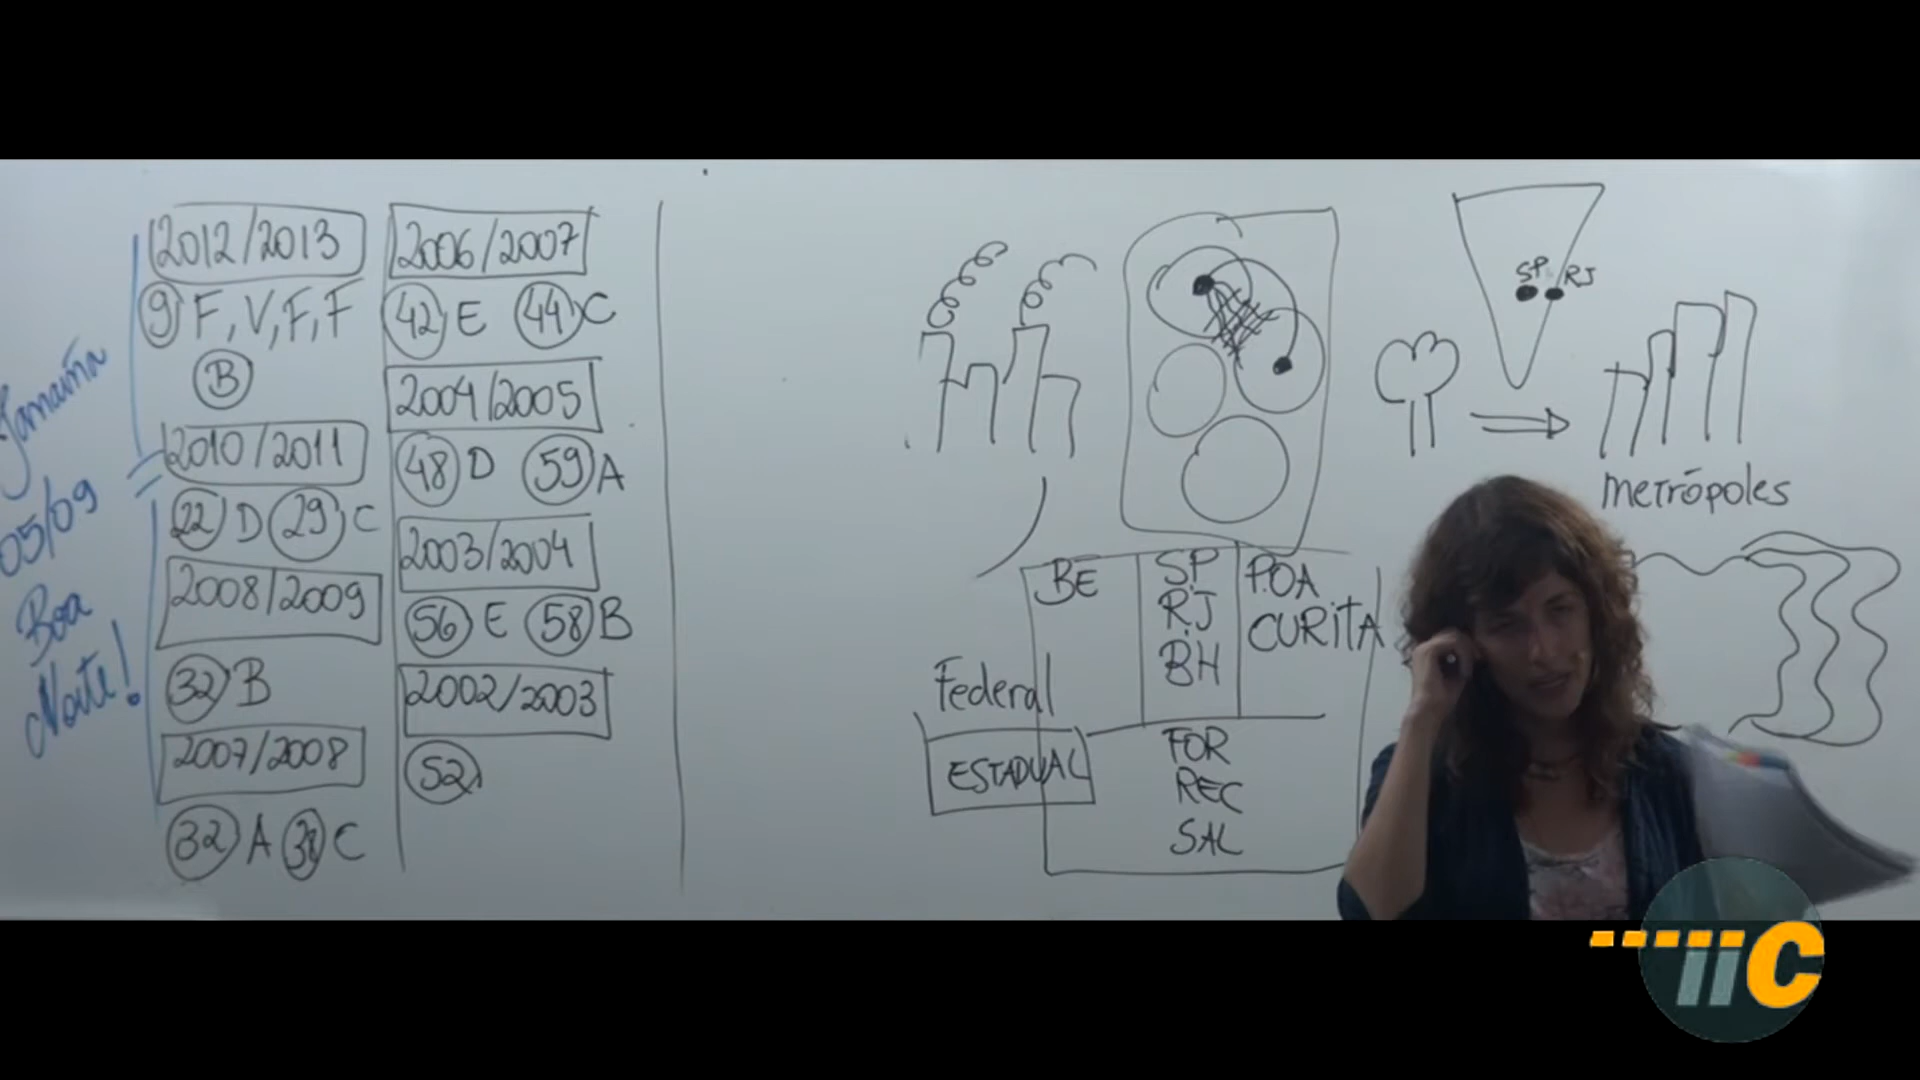 Janaína
05/09
Boa
Noite!
2012/2013
9 F, V, F, F
B
2010/2011
22 D 29 C
2008/2009
32 B
2007/2008
32 A 38 C
2006/2007
42 E 44 C
2004/2005
48 D 59 A
2003/2004
56 E 58 B
2002/2003
52
SP RJ
metrópoles
BE
SP
RJ
BH
POA
CURITA
Federal
ESTADUAL
FOR
REC
SAL
iiC